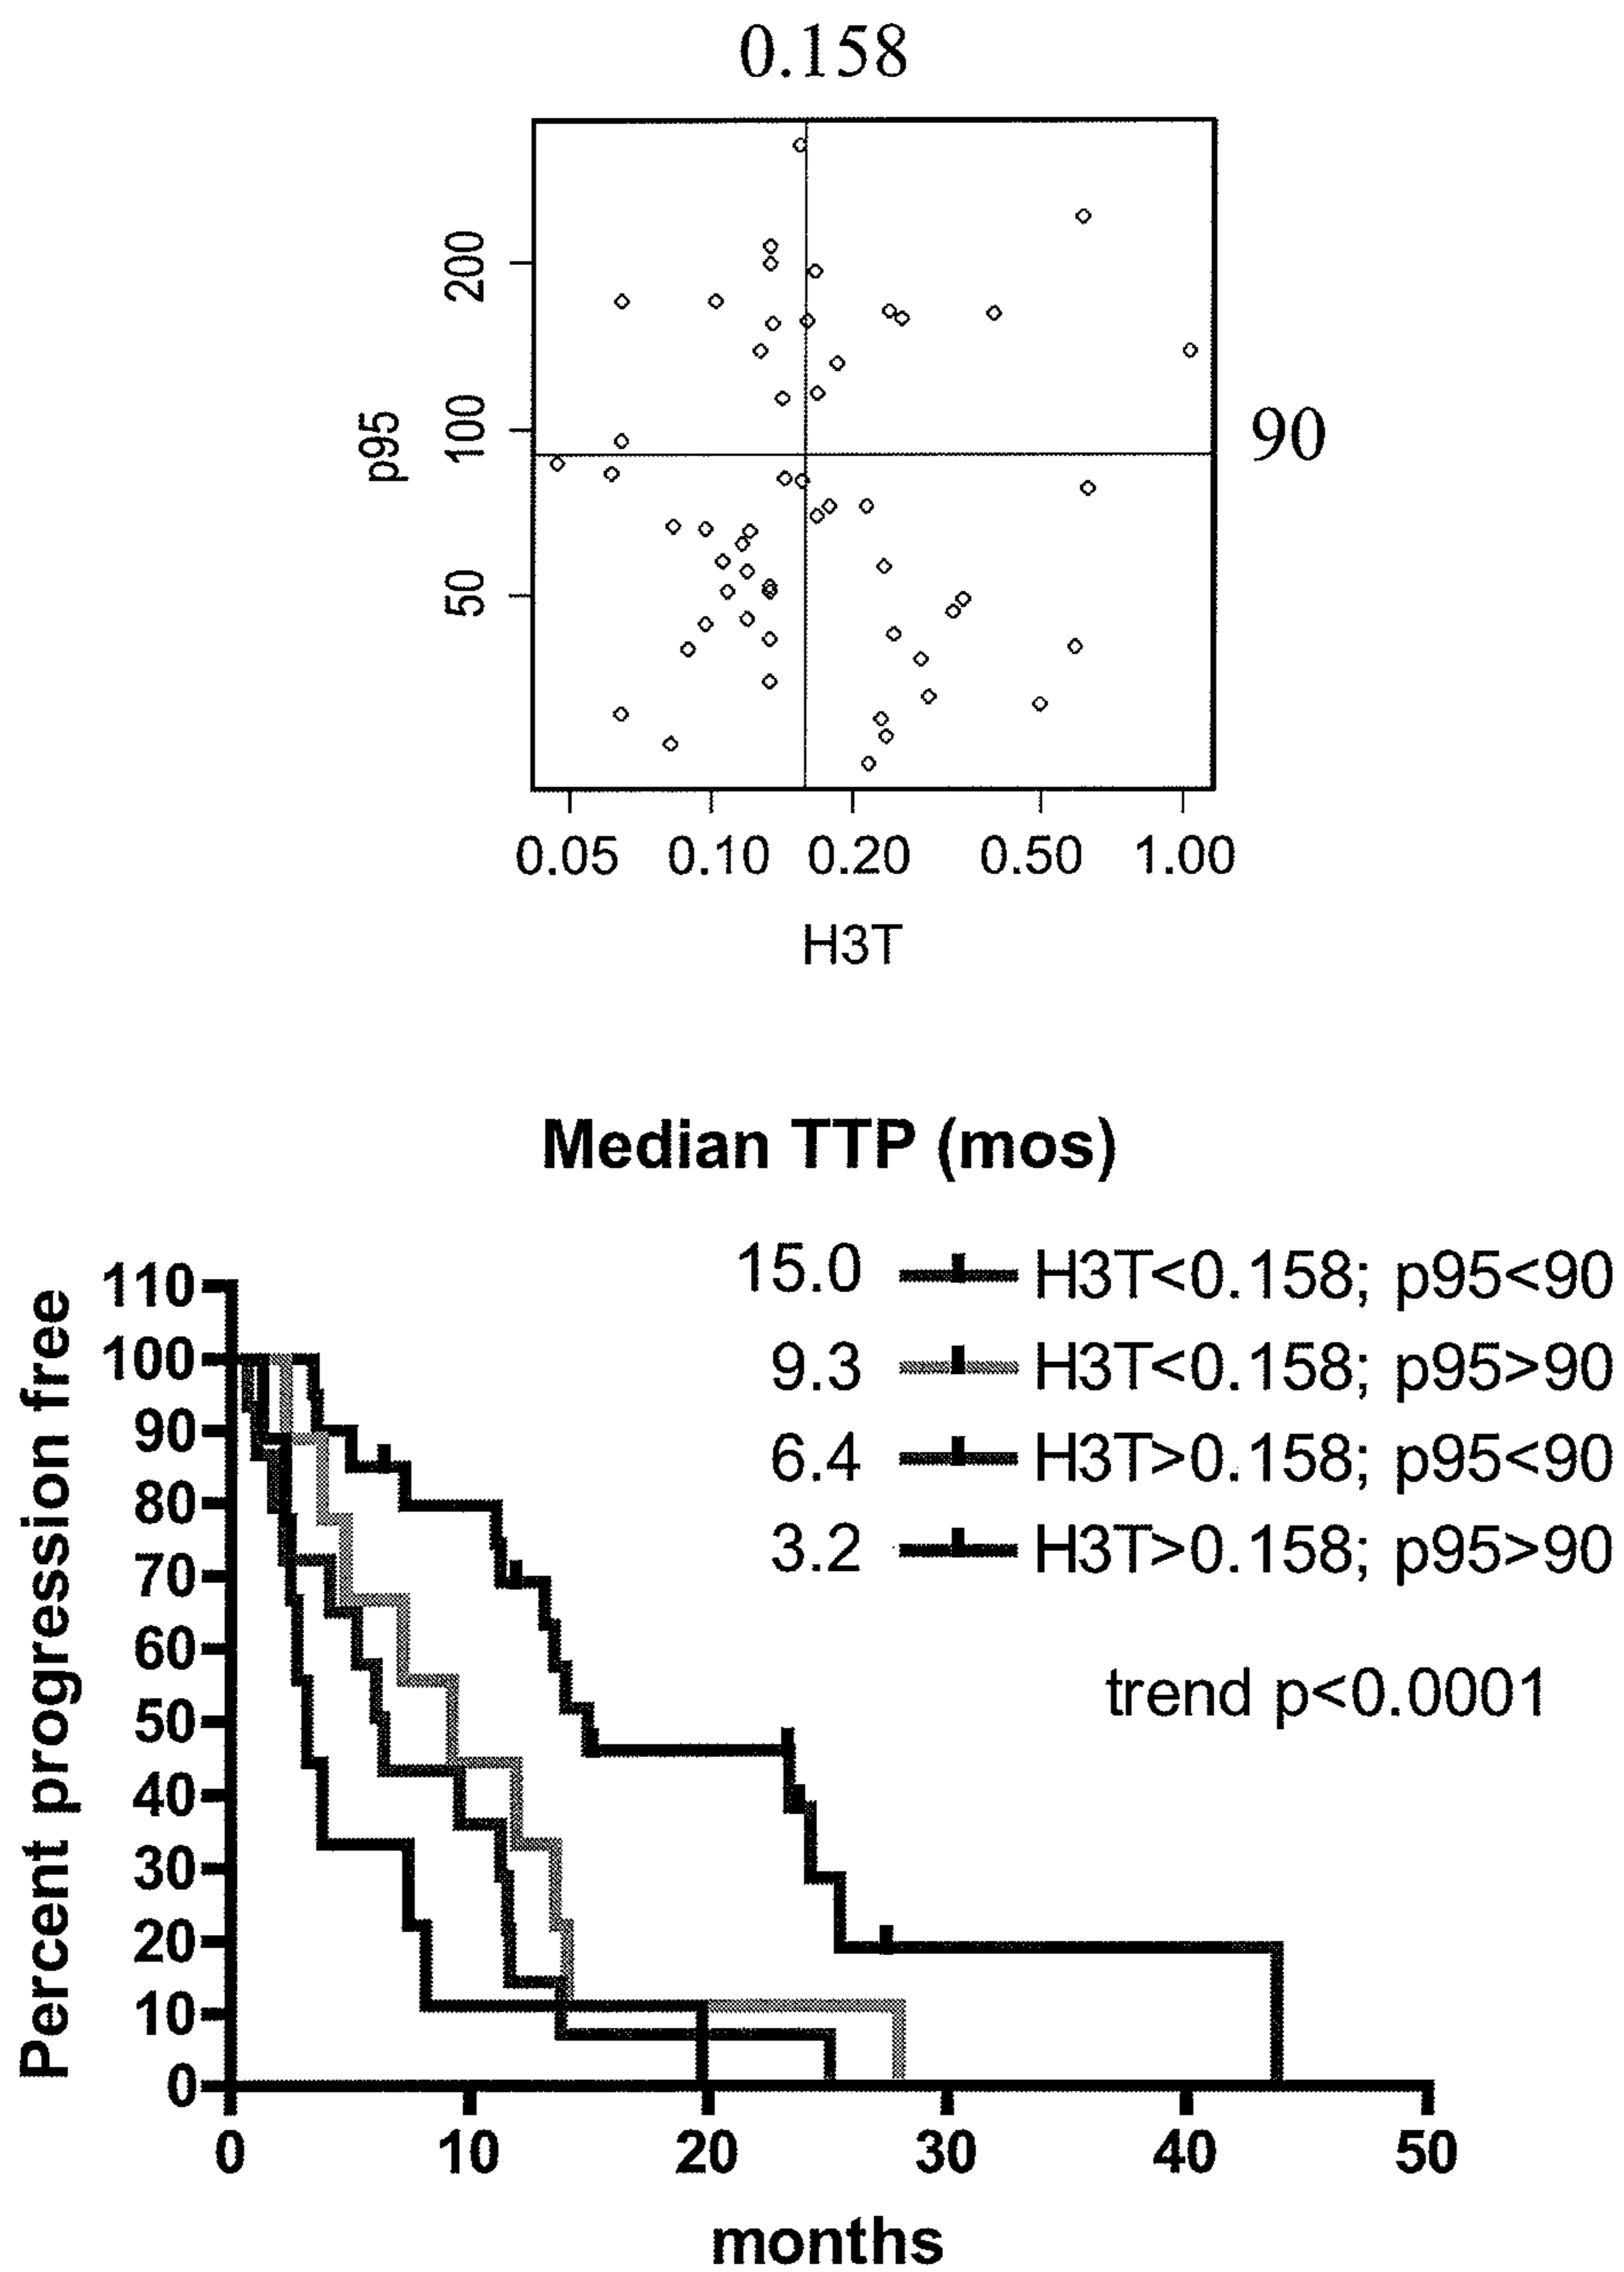 0.158
200
100
50
p95
90
0.05 0.10 0.20 0.50 1.00
H3T
Median TTP (mos)
15.0 H3T<0.158; p95<90
9.3 H3T<0.158; p95>90
6.4 H3T>0.158; p95<90
3.2 H3T>0.158; p95>90
trend p<0.0001
Percent progression free
110
100
90
80
70
60
50
40
30
20
10
0
0 10 20 30 40 50
months